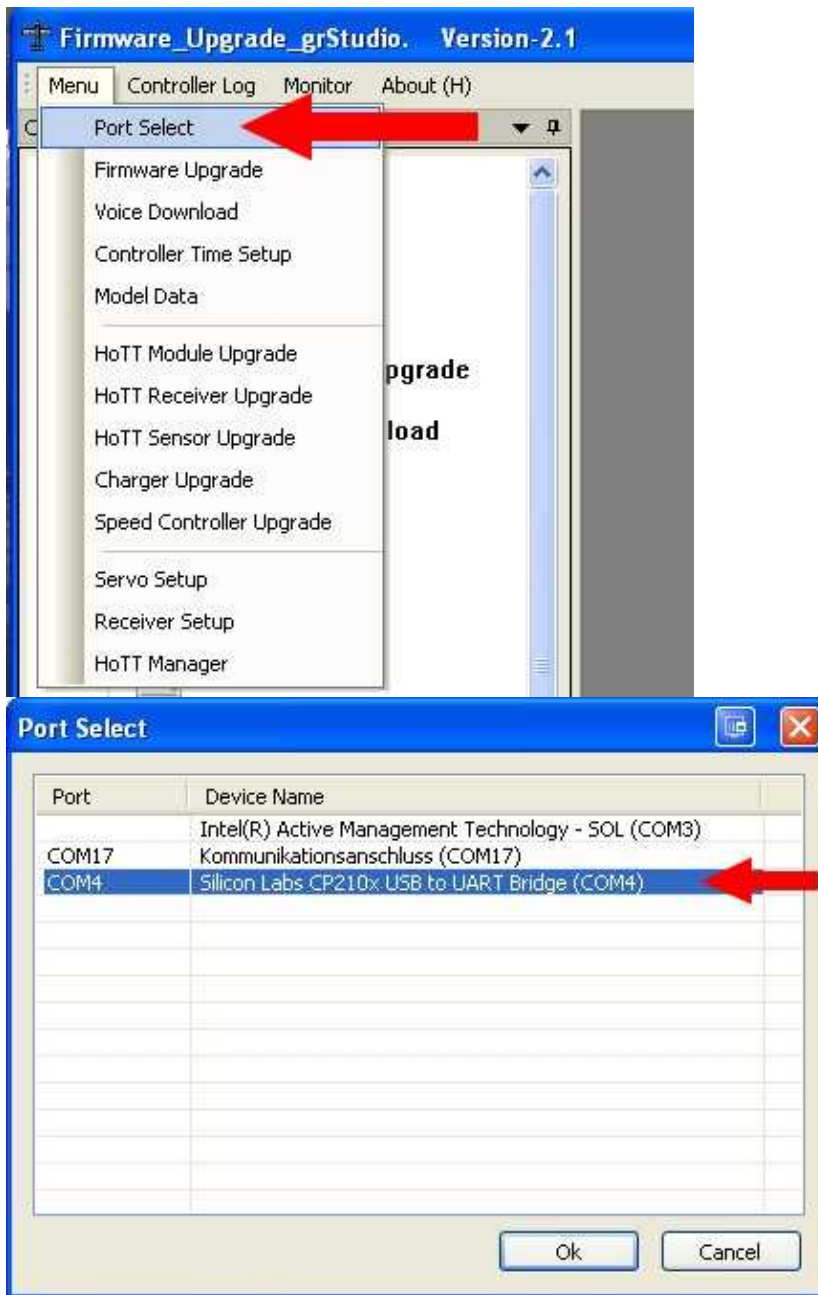 Firmware_Upgrade_grStudio. Version-2.1
Menu Controller Log Monitor About (H)
Port Select
Firmware Upgrade
Voice Download
Controller Time Setup
Model Data
HoTT Module Upgrade
pgrade
HoTT Receiver Upgrade
HoTT Sensor Upgrade
load
Charger Upgrade
Speed Controller Upgrade
Servo Setup
Receiver Setup
HoTT Manager
Port Select
Port Device Name
Intel(R) Active Management Technology - SOL (COM3)
COM17 Kommunikationsanschluss (COM17)
COM4 Silicon Labs CP210x USB to UART Bridge (COM4)
Ok Cancel